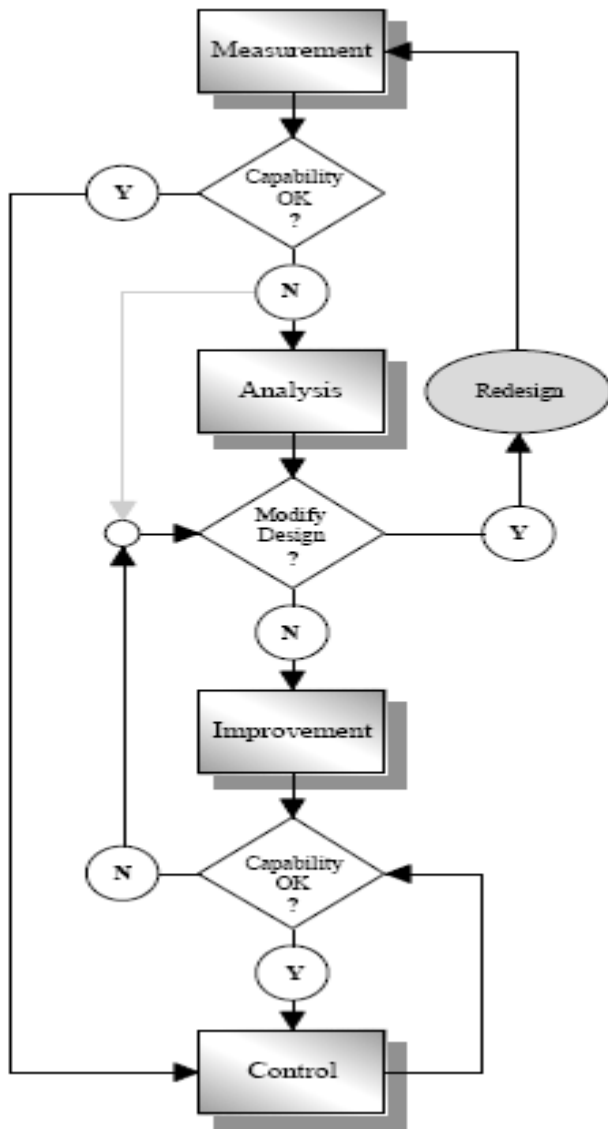 Measurement
Capability
OK
?
Y
N
Analysis
Redesign
Modify
Design
?
Y
N
Improvement
Capability
OK
?
N
Y
Control